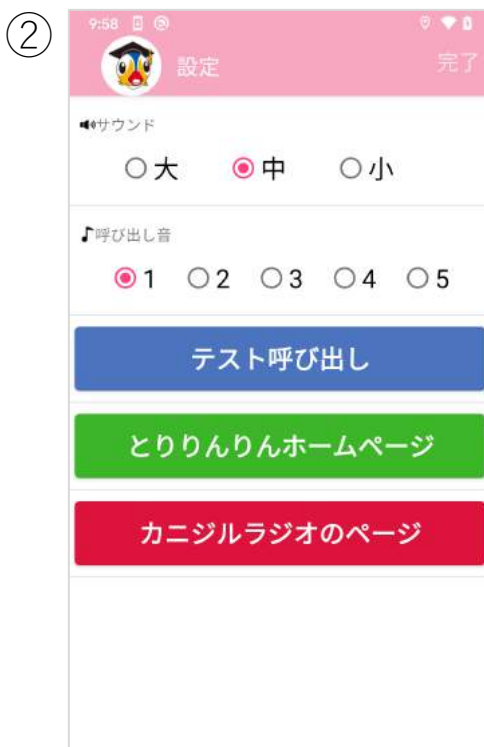 ②
9:58
設定
完了
サウンド
大 中 小
呼び出し音
1 2 3 4 5
テスト呼び出し
とりりんりんホームページ
カニジルラジオのページ